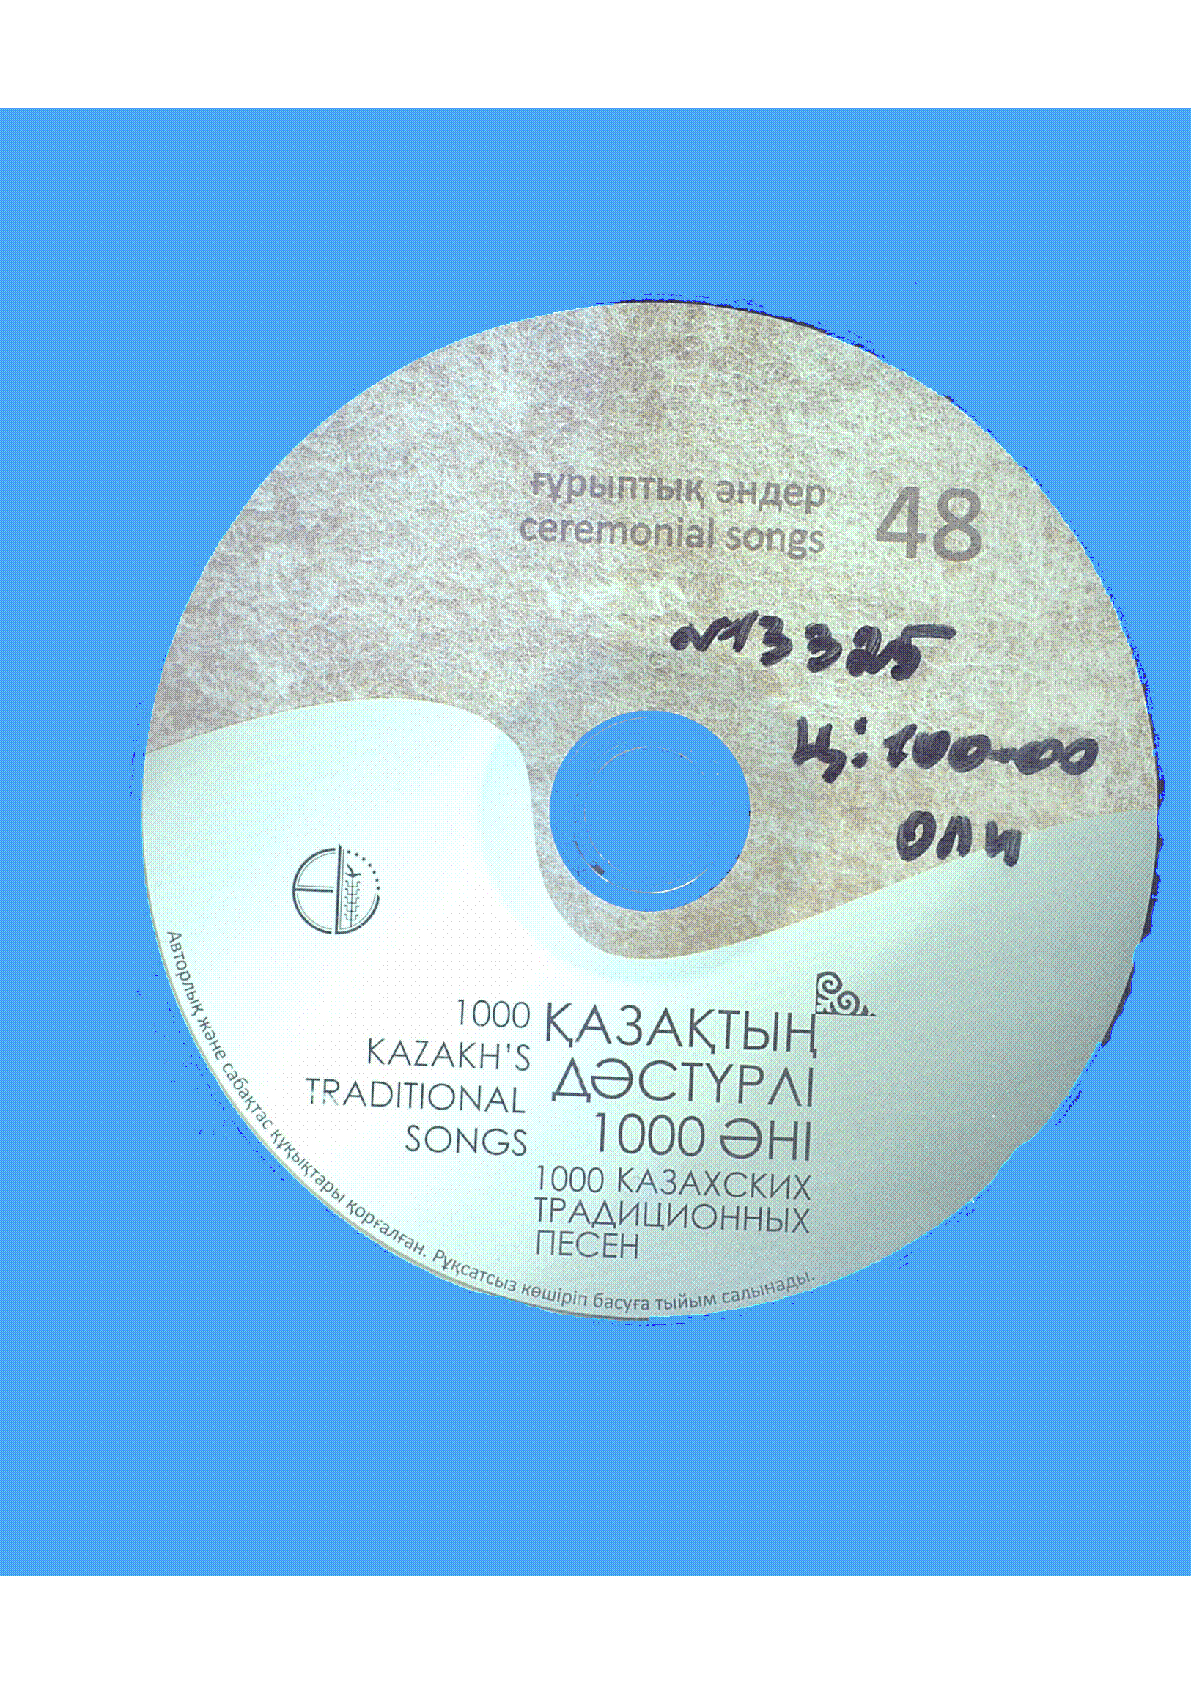 ғұрыптық әндер
ceremonial songs
48
№13325
Ц: 100-00
ОЛИ
1000
KAZAKH'S
TRADITIONAL
SONGS
ҚАЗАҚТЫҢ
ДӘСТҮРЛІ
1000 ӘНІ
1000 КАЗАХСКИХ
ТРАДИЦИОННЫХ
ПЕСЕН
Авторлық және сабақтас құқықтары қорғалған. Рұқсатсыз көшіріп басуға тыйым салынады.